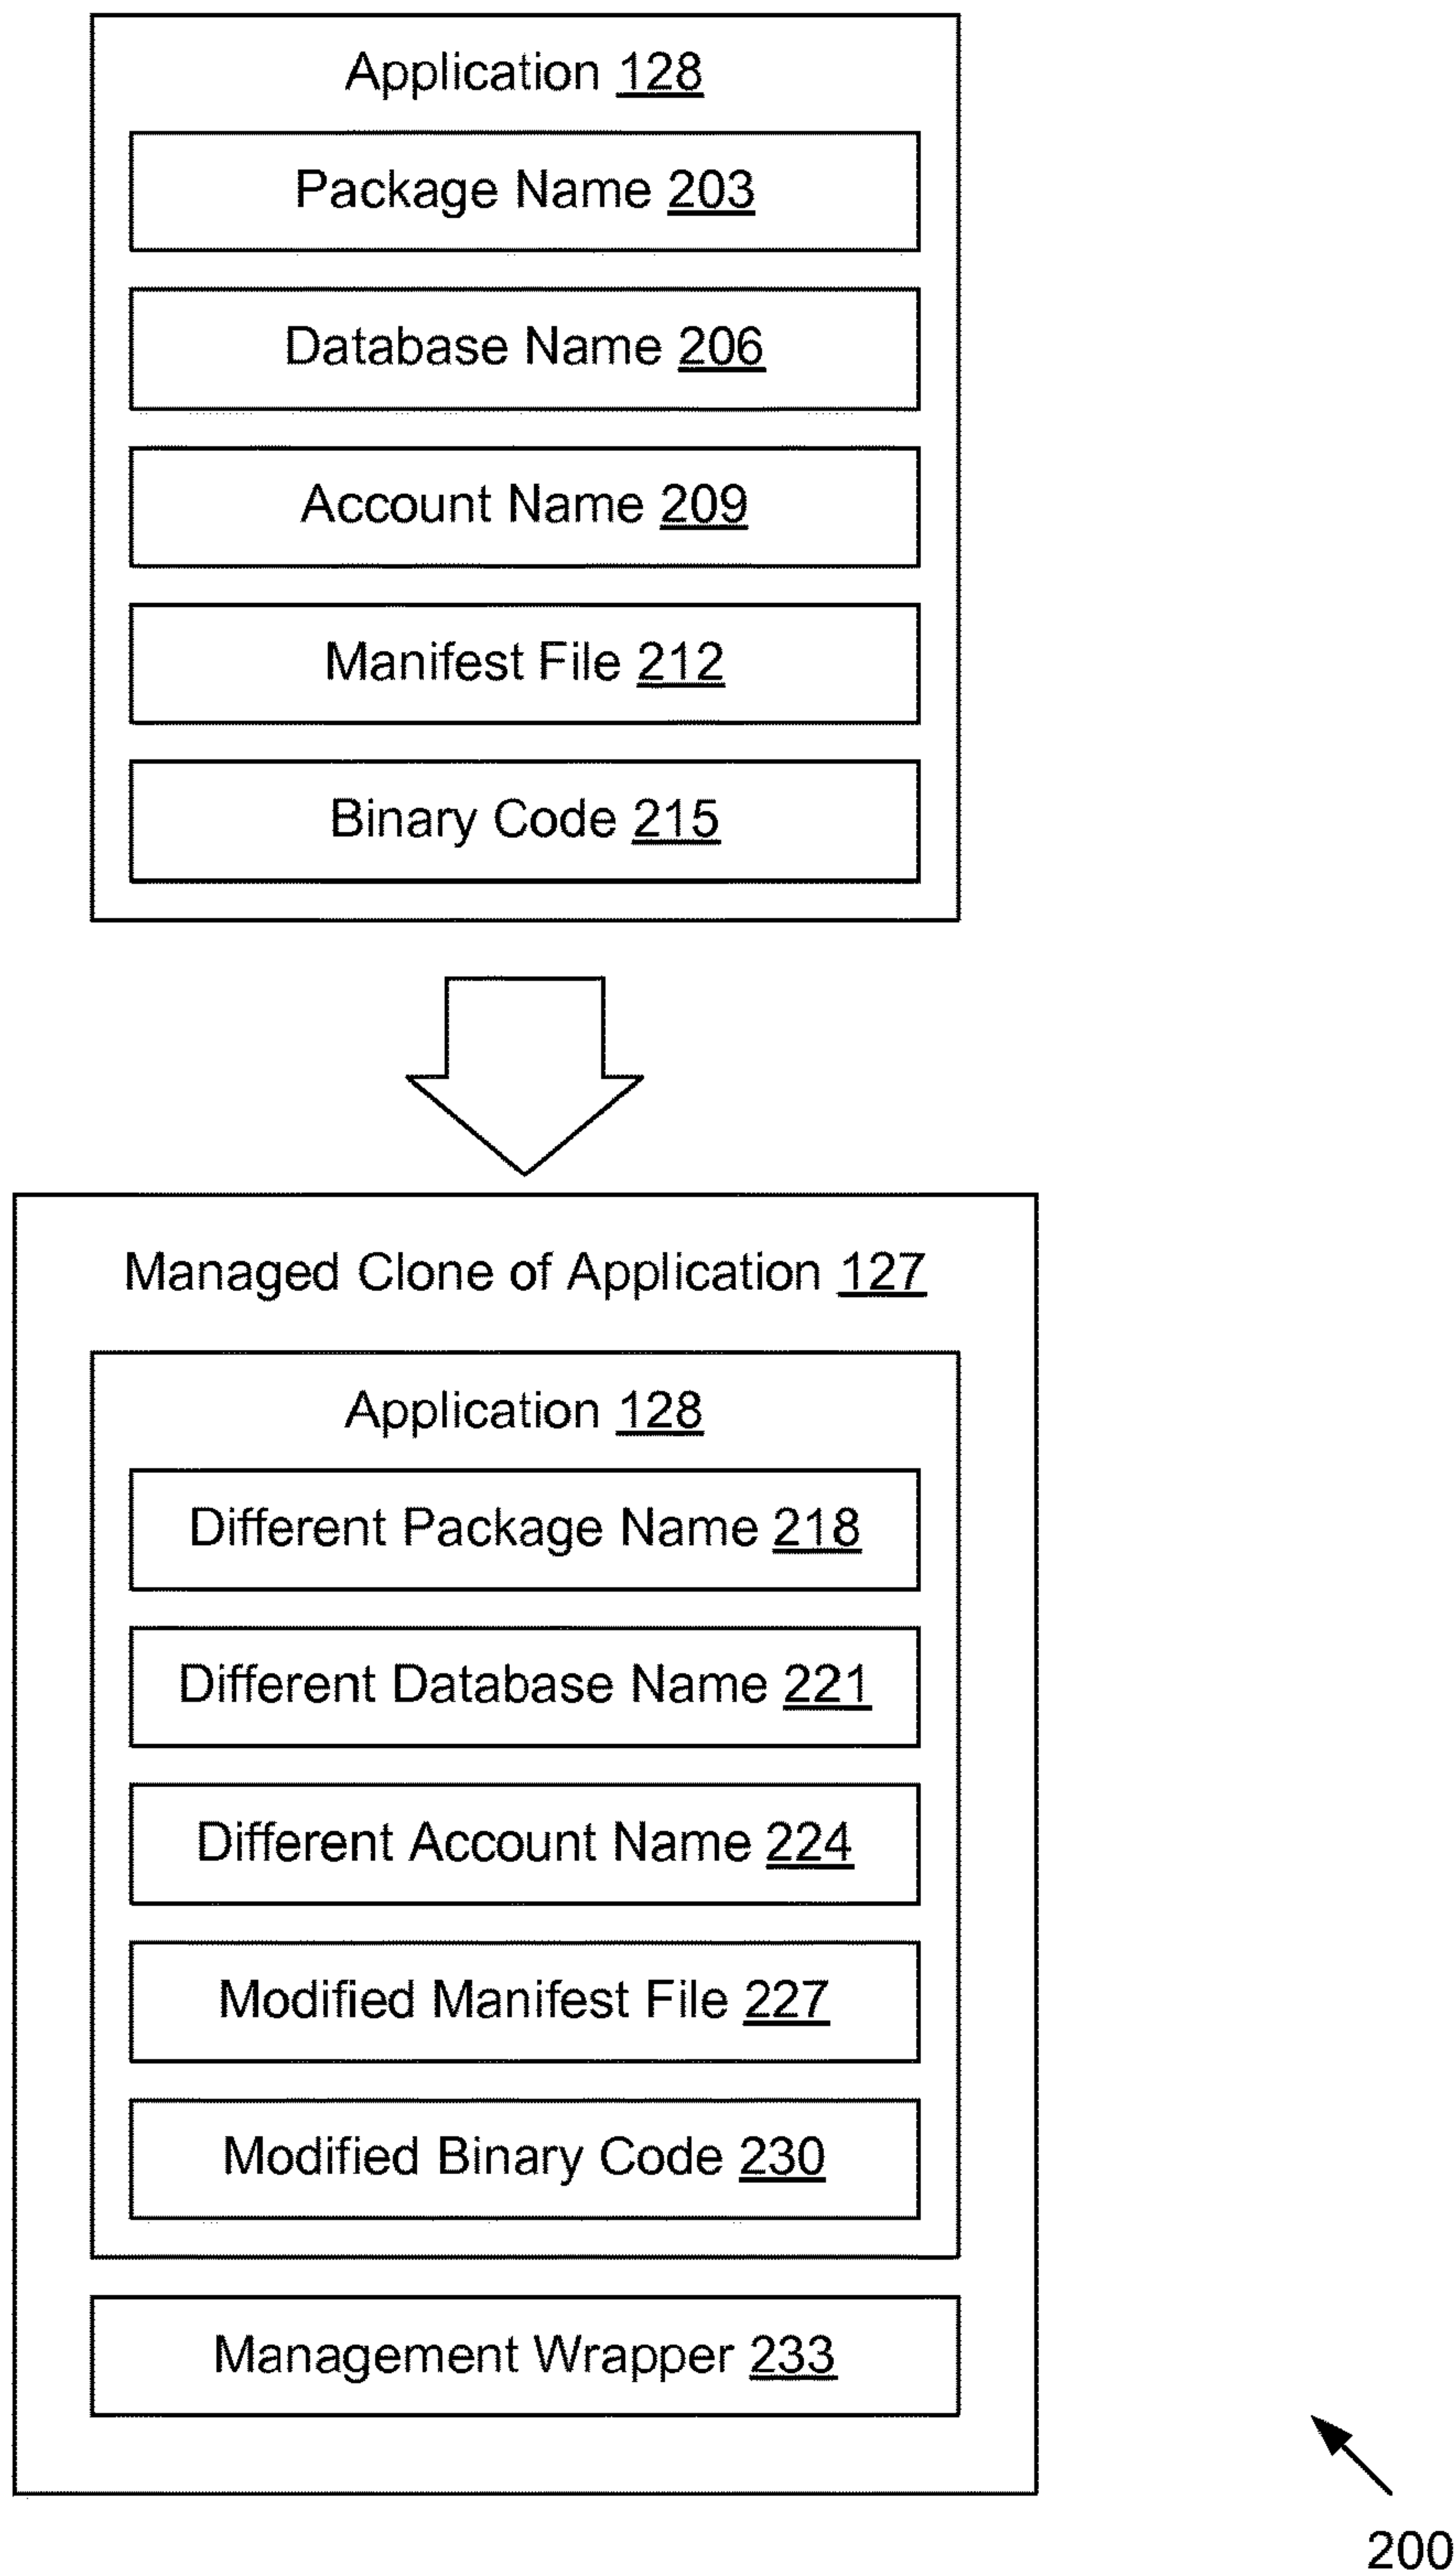 Application 128
Package Name 203
Database Name 206
Account Name 209
Manifest File 212
Binary Code 215
Managed Clone of Application 127
Application 128
Different Package Name 218
Different Database Name 221
Different Account Name 224
Modified Manifest File 227
Modified Binary Code 230
Management Wrapper 233
200